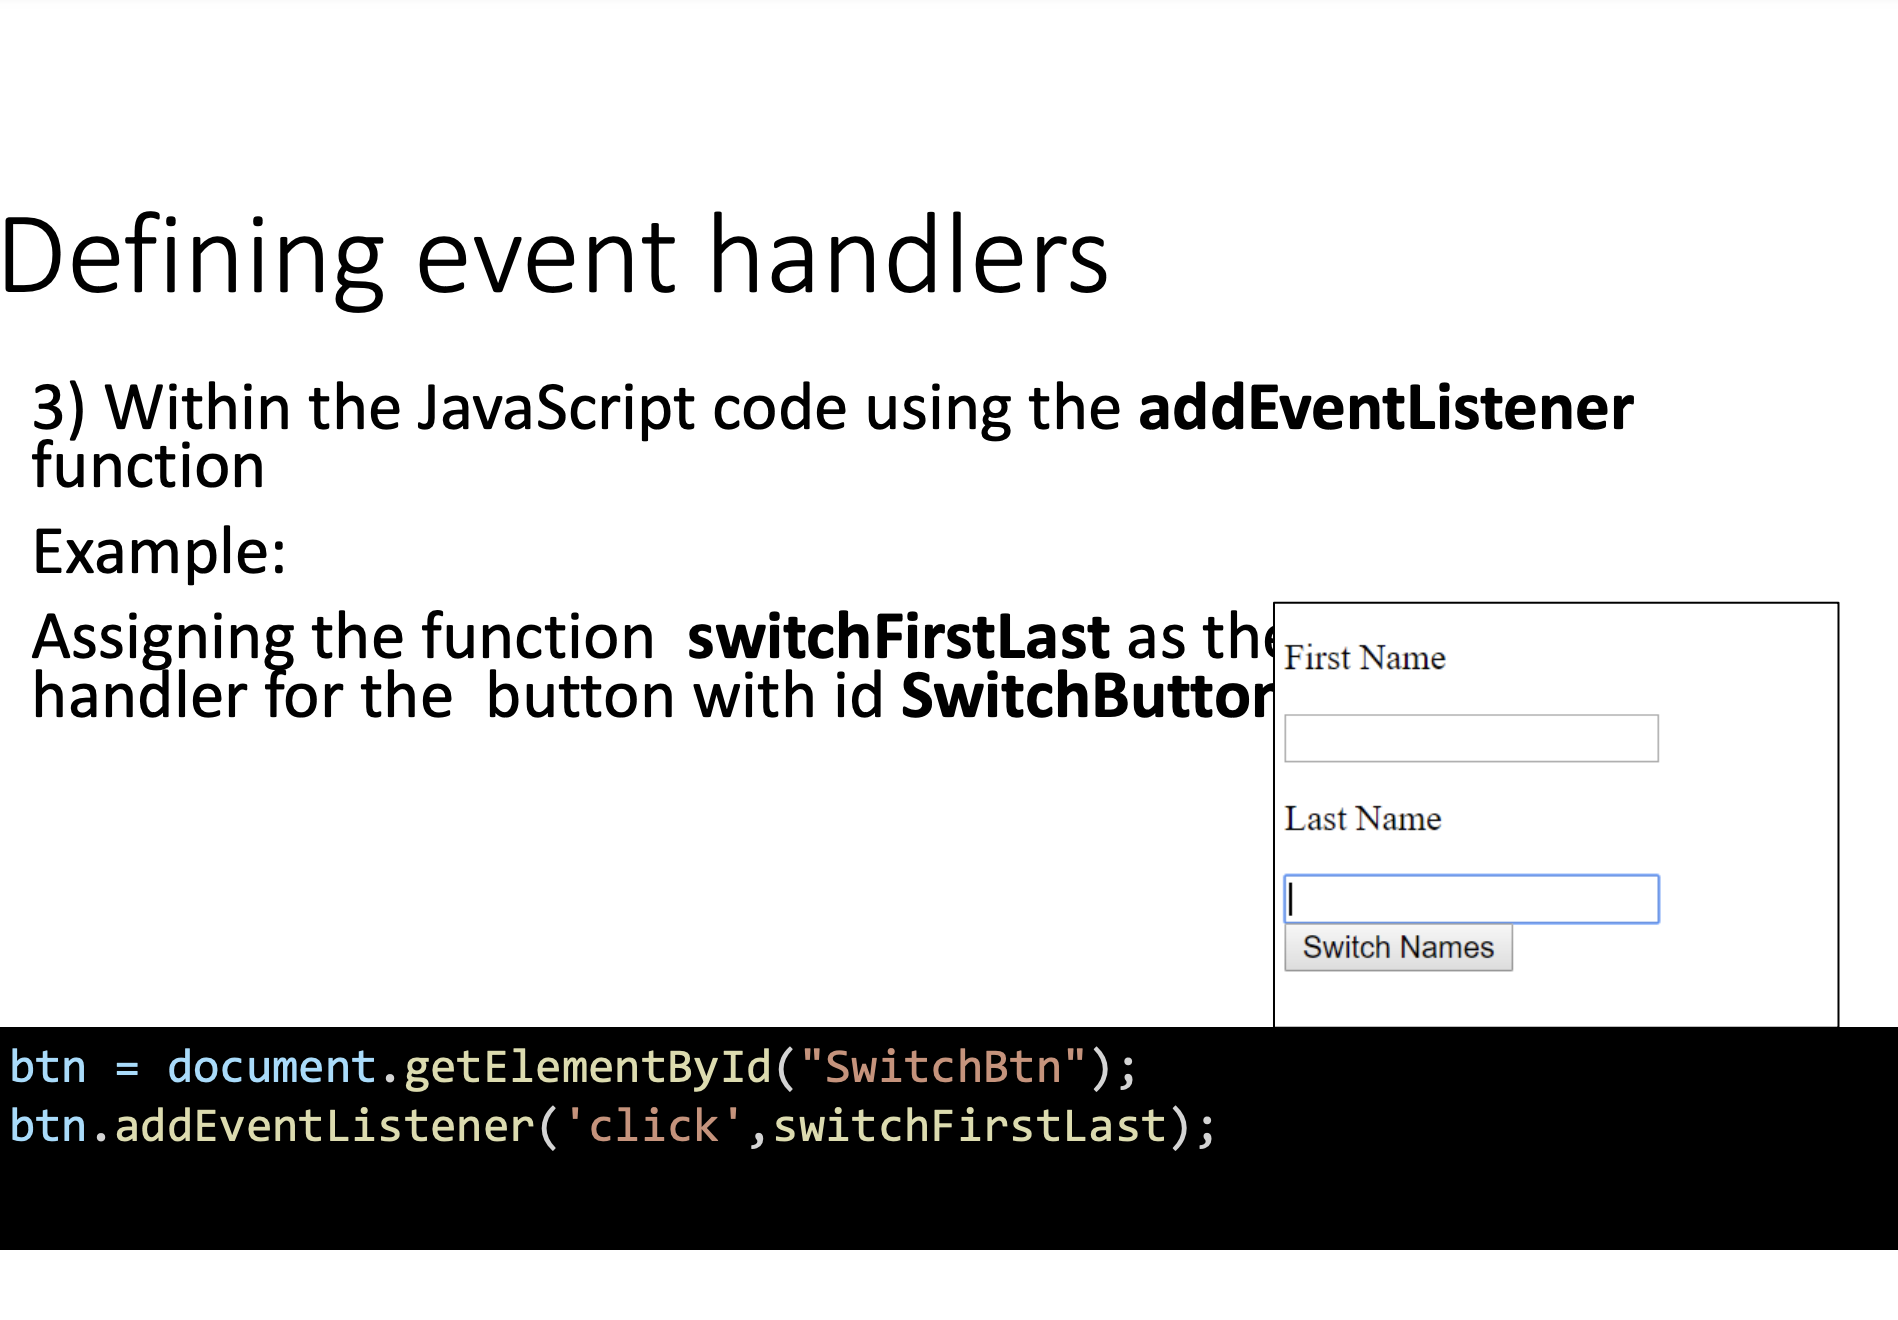 Defining event handlers
3) Within the JavaScript code using the addEventListener
function
Example:
Assigning the function switchFirstLast as the
handler for the button with id SwitchButton
First Name
Last Name
Switch Names
btn = document.getElementById("SwitchBtn");
btn.addEventListener('click',switchFirstLast);